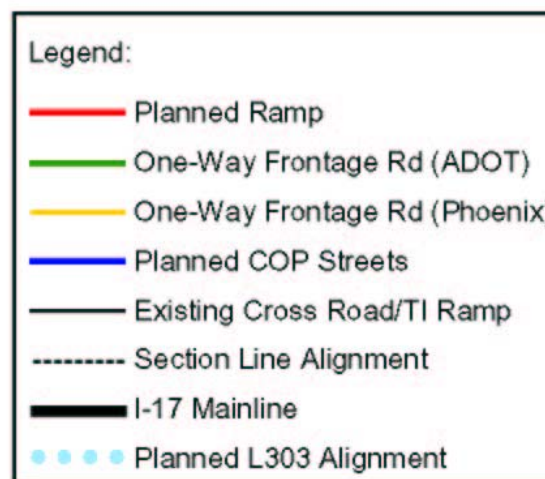 Legend:
Planned Ramp
One-Way Frontage Rd (ADOT)
One-Way Frontage Rd (Phoenix)
Planned COP Streets
Existing Cross Road/TI Ramp
Section Line Alignment
I-17 Mainline
Planned L303 Alignment